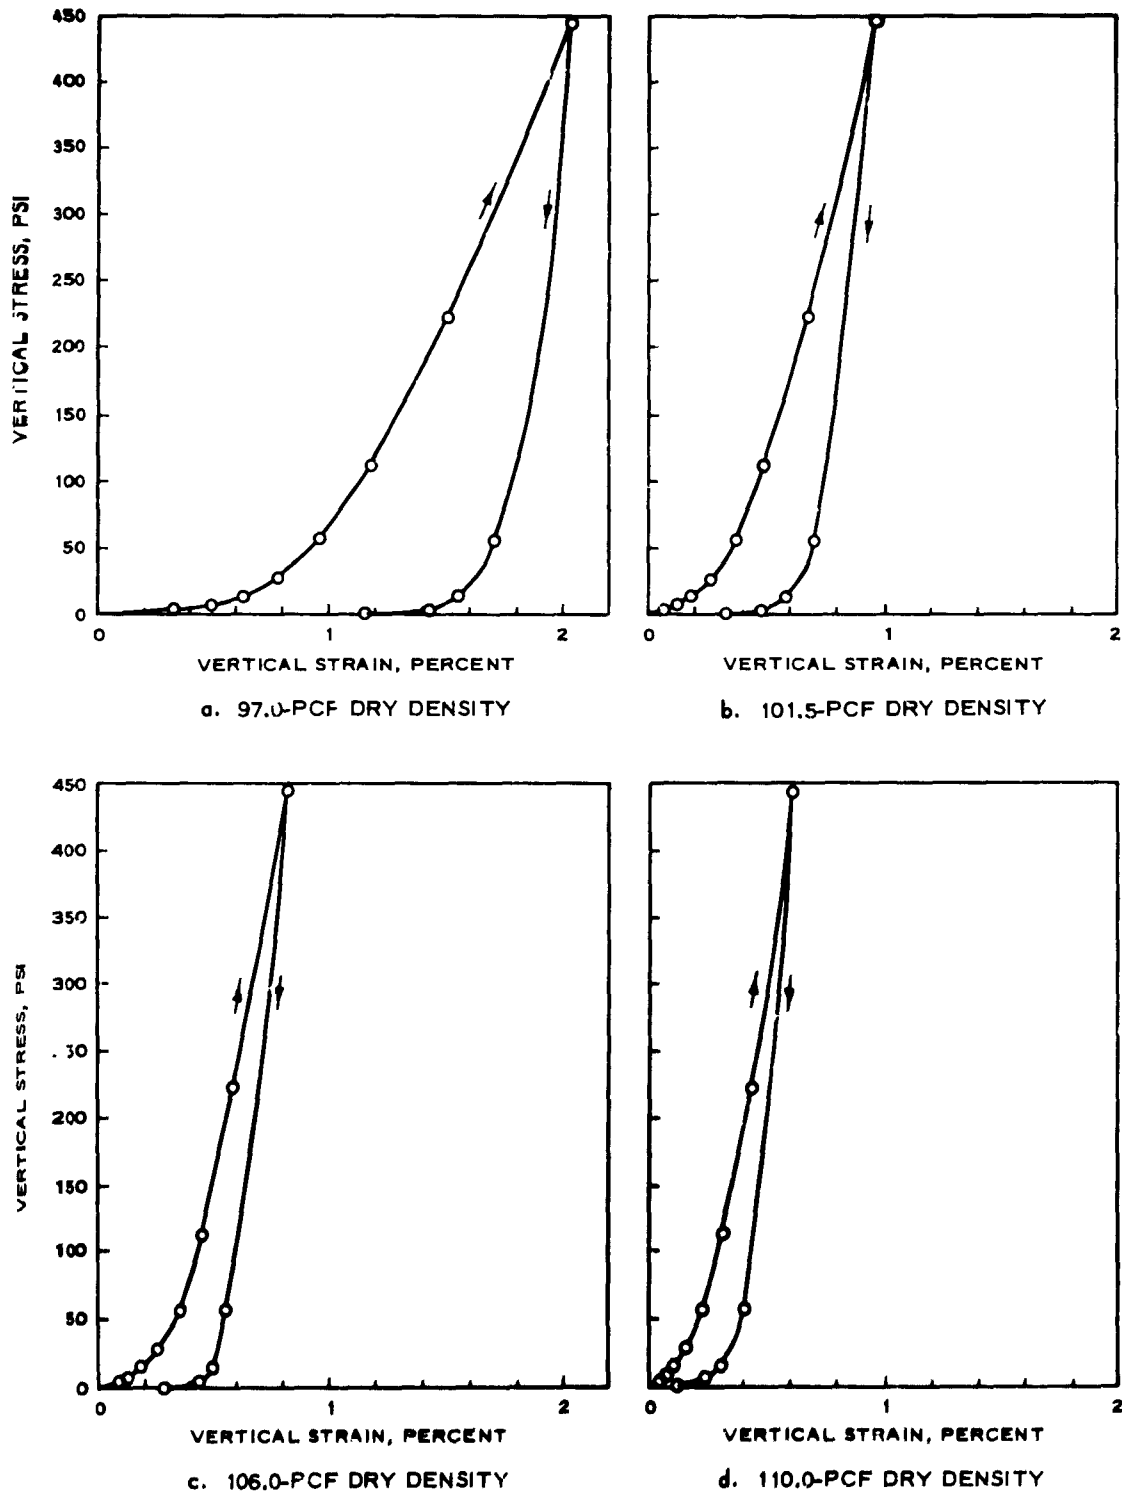 450
400
350
300
250
200
150
100
50
0
VERTICAL STRESS, PSI
0 1 2
VERTICAL STRAIN, PERCENT
a. 97.0-PCF DRY DENSITY
0 1 2
VERTICAL STRAIN, PERCENT
b. 101.5-PCF DRY DENSITY
450
400
350
300
.50
200
150
100
50
0
VERTICAL STRESS, PSI
0 1 2
VERTICAL STRAIN, PERCENT
c. 106.0-PCF DRY DENSITY
0 1 2
VERTICAL STRAIN, PERCENT
d. 110.0-PCF DRY DENSITY